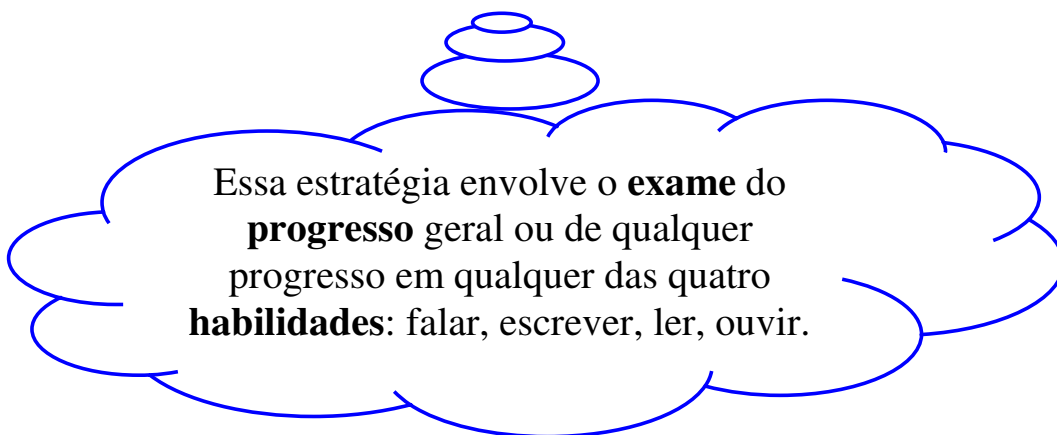 Essa estratégia envolve o exame do
progresso geral ou de qualquer
progresso em qualquer das quatro
habilidades: falar, escrever, ler, ouvir.